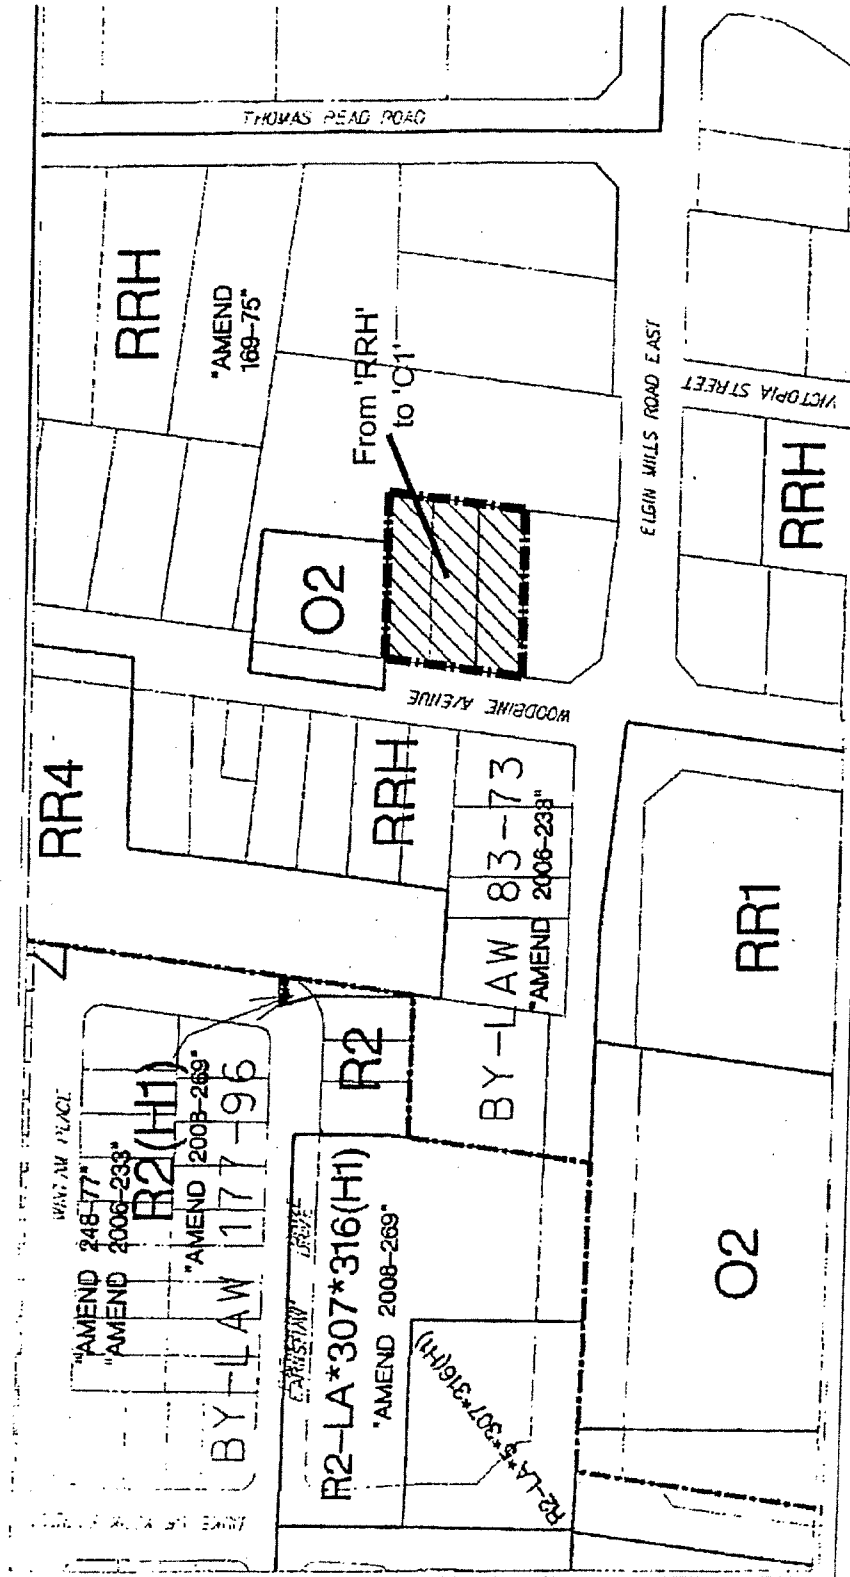 THOMAS READ ROAD
RRH
"AMEND
169-75"
From 'RRH'
to 'C1'
ELGIN MILLS ROAD EAST
VICTORIA STREET
RRH
O2
WOODBINE AVENUE
RR4
RRH
BY-LAW 83-73
"AMEND 2006-238"
RR1
R2
R2(H1)
"AMEND 2008-269"
"AMEND 248-77"
"AMEND 2006-233"
BY-LAW 177-96
R2-LA*307*316(H1)
"AMEND 2008-269"
R2-LA*5*307*316(H1)
O2